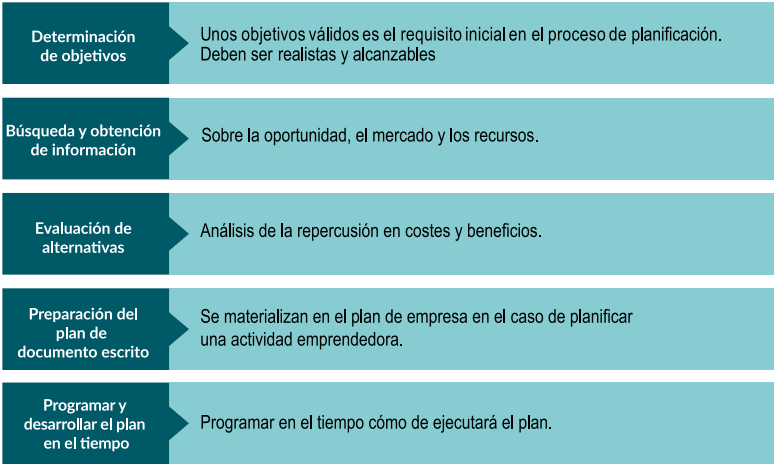 Determinación
de objetivos
Unos objetivos válidos es el requisito inicial en el proceso de planificación.
Deben ser realistas y alcanzables
Búsqueda y obtención
de información
Sobre la oportunidad, el mercado y los recursos.
Evaluación de
alternativas
Análisis de la repercusión en costes y beneficios.
Preparación del
plan de
documento escrito
Se materializan en el plan de empresa en el caso de planificar
una actividad emprendedora.
Programar y
desarrollar el plan
en el tiempo
Programar en el tiempo cómo de ejecutará el plan.